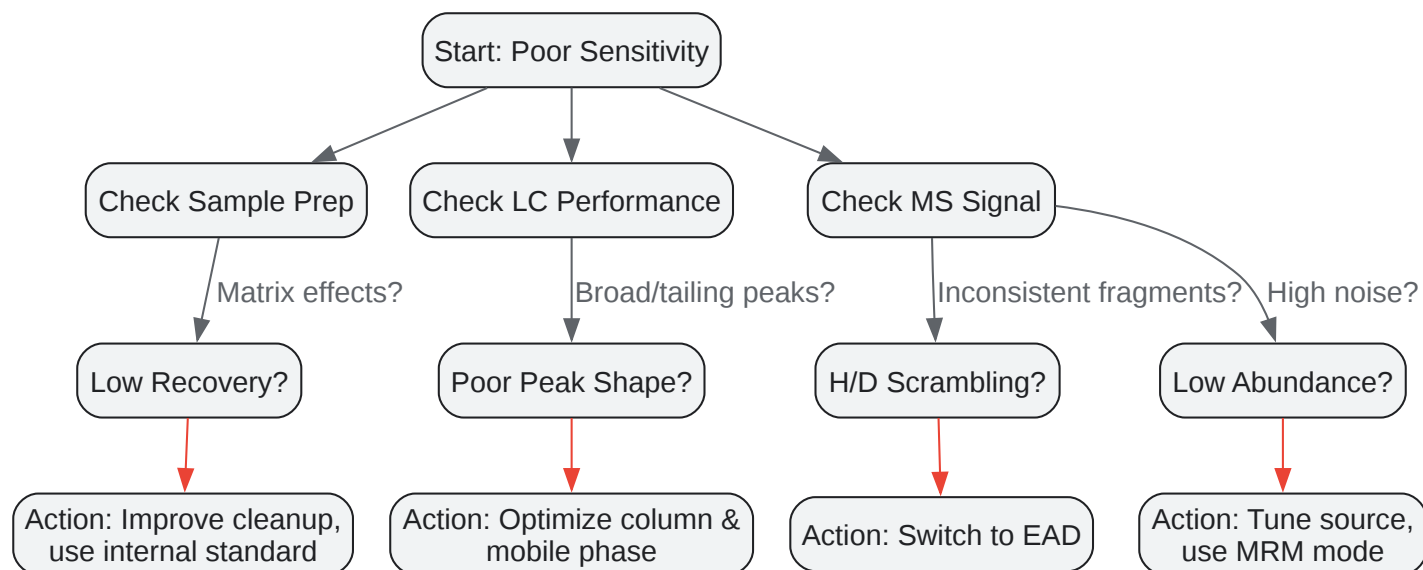 Start: Poor Sensitivity
Check Sample Prep
Check LC Performance
Check MS Signal
Matrix effects?
Broad/tailing peaks?
Inconsistent fragments?
High noise?
Low Recovery?
Poor Peak Shape?
H/D Scrambling?
Low Abundance?
Action: Improve cleanup,
use internal standard
Action: Optimize column &
mobile phase
Action: Switch to EAD
Action: Tune source,
use MRM mode